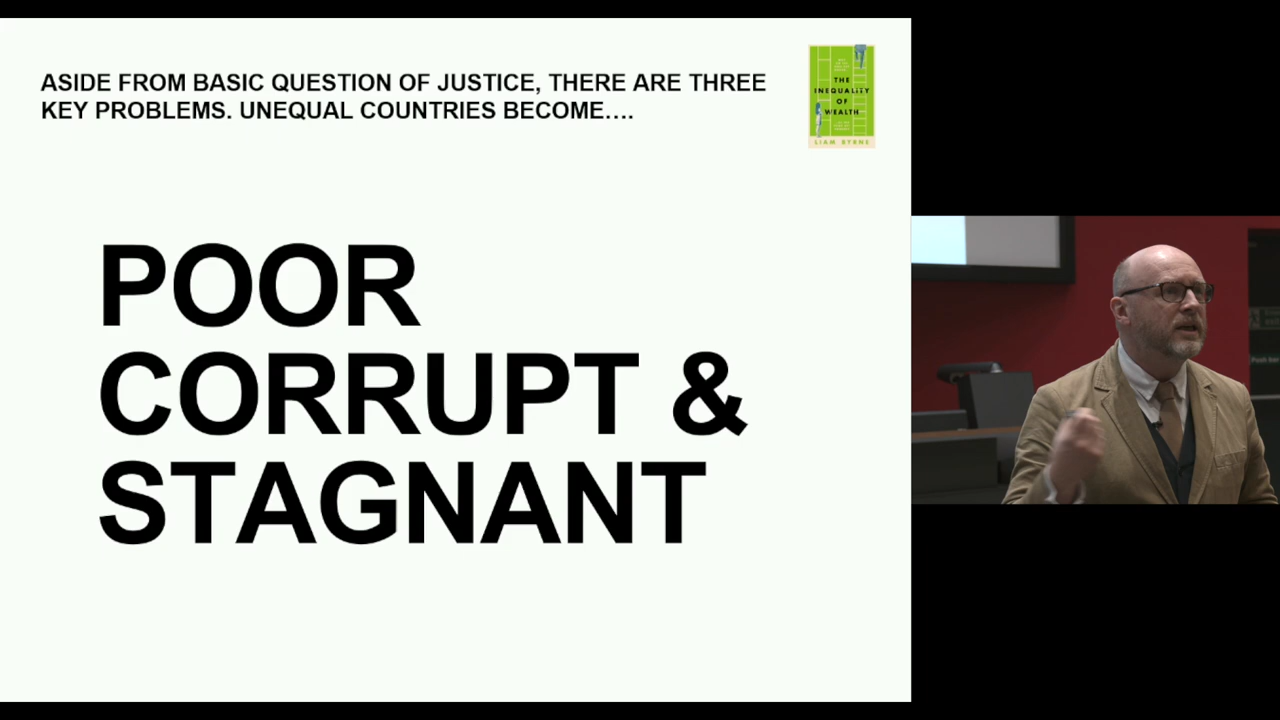 ASIDE FROM BASIC QUESTION OF JUSTICE, THERE ARE THREE
KEY PROBLEMS. UNEQUAL COUNTRIES BECOME….
THE
INEQUALITY
OF
WEALTH
LIAM BYRNE
POOR
CORRUPT &
STAGNANT